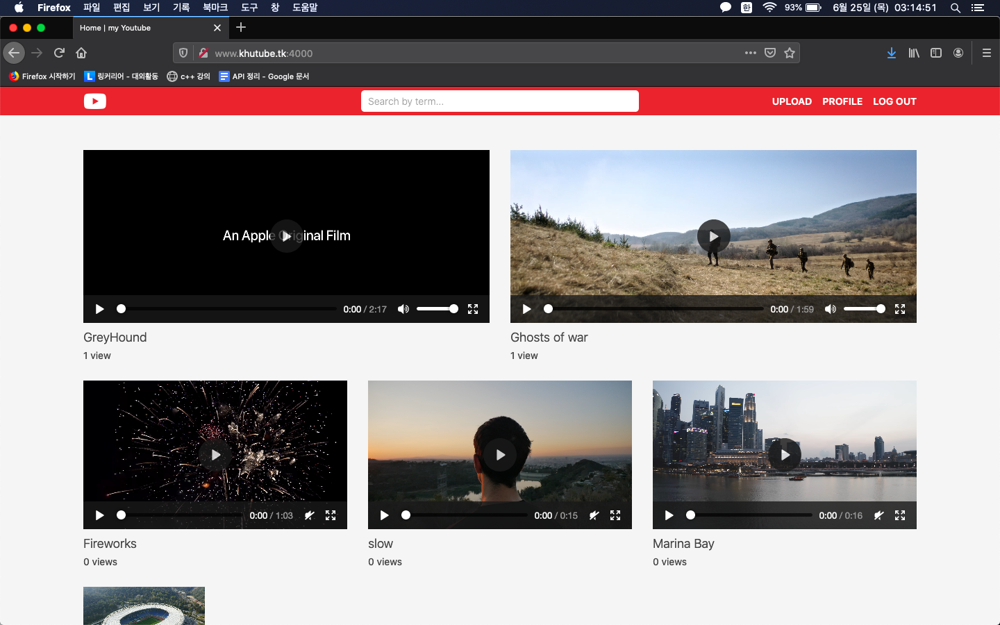 Firefox 파일 편집 보기 기록 북마크 도구 창 도움말 한 93% 6월 25일 (목) 03:14:51
Home | my Youtube
www.khutube.tk:4000
Firefox 시작하기 L 링커리어 - 대외활동 c++ 강의 API 정리 - Google 문서
Search by term... UPLOAD PROFILE LOG OUT
An Apple Original Film
0:00 / 2:17 0:00 / 1:59
GreyHound Ghosts of war
1 view 1 view
0:00 / 1:03 0:00 / 0:15 0:00 / 0:16
Fireworks slow Marina Bay
0 views 0 views 0 views